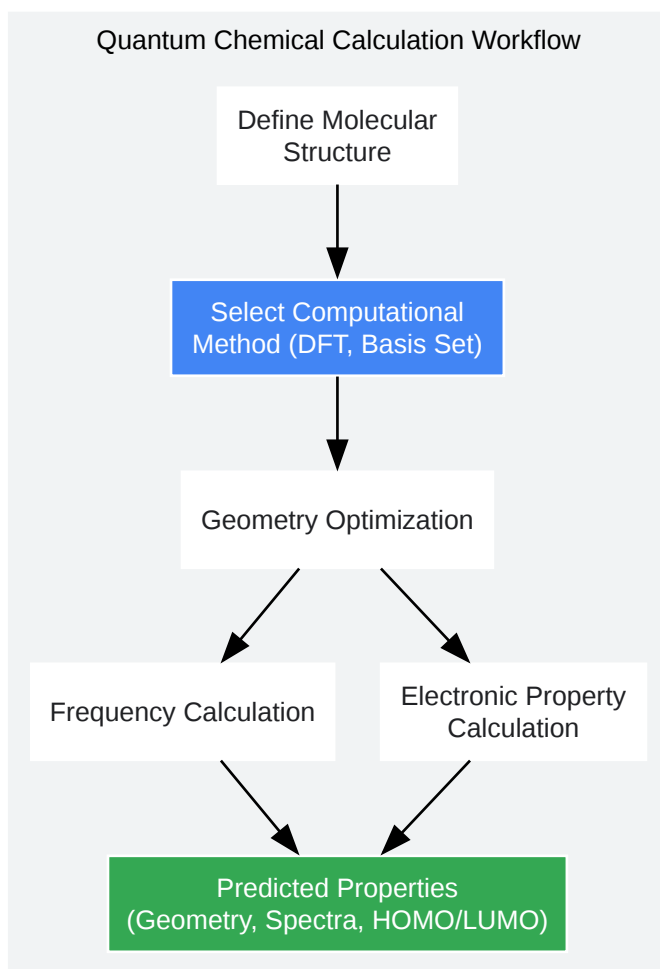 Quantum Chemical Calculation Workflow
Define Molecular
Structure
Select Computational
Method (DFT, Basis Set)
Geometry Optimization
Frequency Calculation
Electronic Property
Calculation
Predicted Properties
(Geometry, Spectra, HOMO/LUMO)